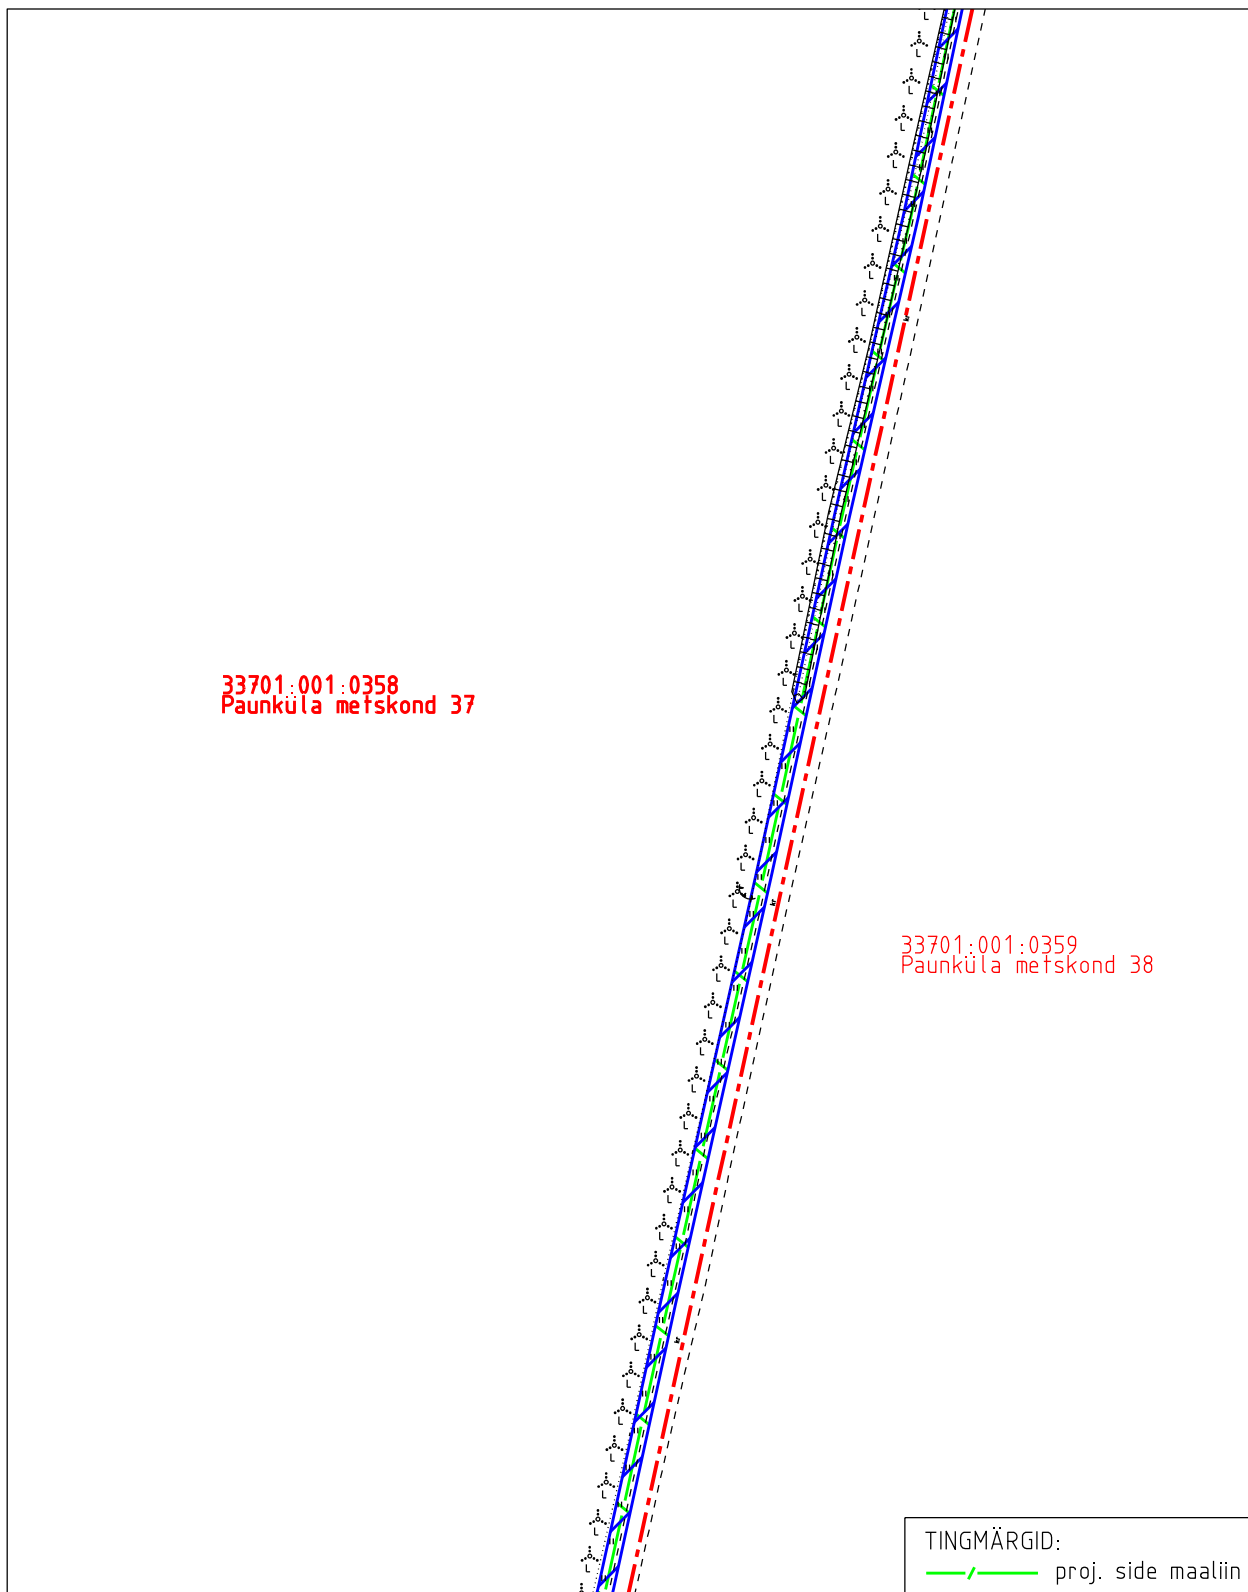 33701:001:0358
Paunküla metskond 37
33701:001:0359
Paunküla metskond 38
TINGMÄRGID:
proj. side maaliin